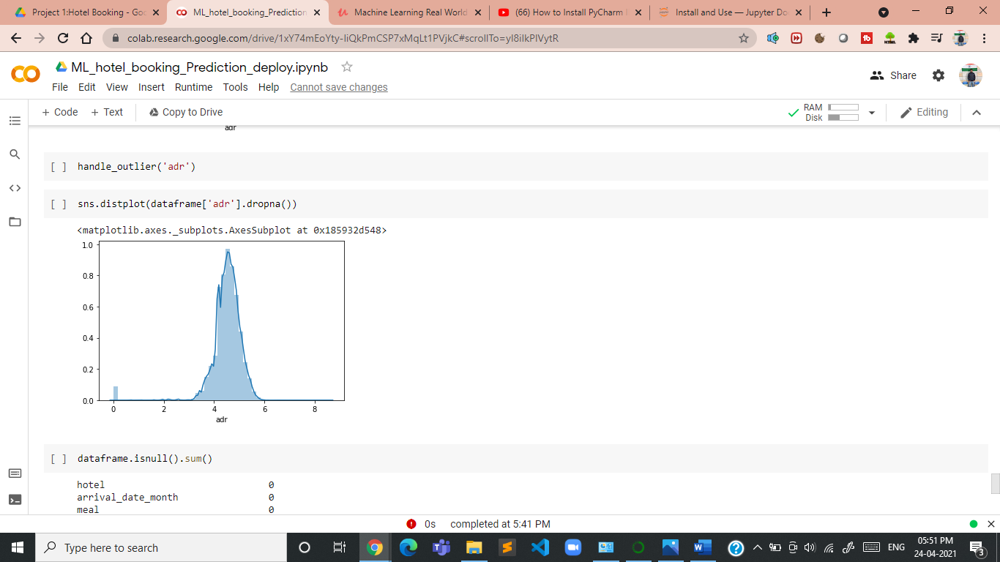 Project 1:Hotel Booking - Goo
ML_hotel_booking_Prediction
Machine Learning Real World
(66) How to Install PyCharm I
Install and Use — Jupyter Do
colab.research.google.com/drive/1xY74mEoYty-IiQkPmCSP7xMqLt1PVjkC#scrollTo=yI8iIkPIVytR
ML_hotel_booking_Prediction_deploy.ipynb
File Edit View Insert Runtime Tools Help Cannot save changes
Share
+ Code + Text Copy to Drive
RAM
Disk
Editing
adr
[ ] handle_outlier('adr')
[ ] sns.distplot(dataframe['adr'].dropna())
<matplotlib.axes._subplots.AxesSubplot at 0x185932d548>
1.0
0.8
0.6
0.4
0.2
0.0
0 2 4 6 8
adr
[ ] dataframe.isnull().sum()
hotel 0
arrival_date_month 0
meal 0
0s completed at 5:41 PM
Type here to search
ENG
05:51 PM
24-04-2021
3